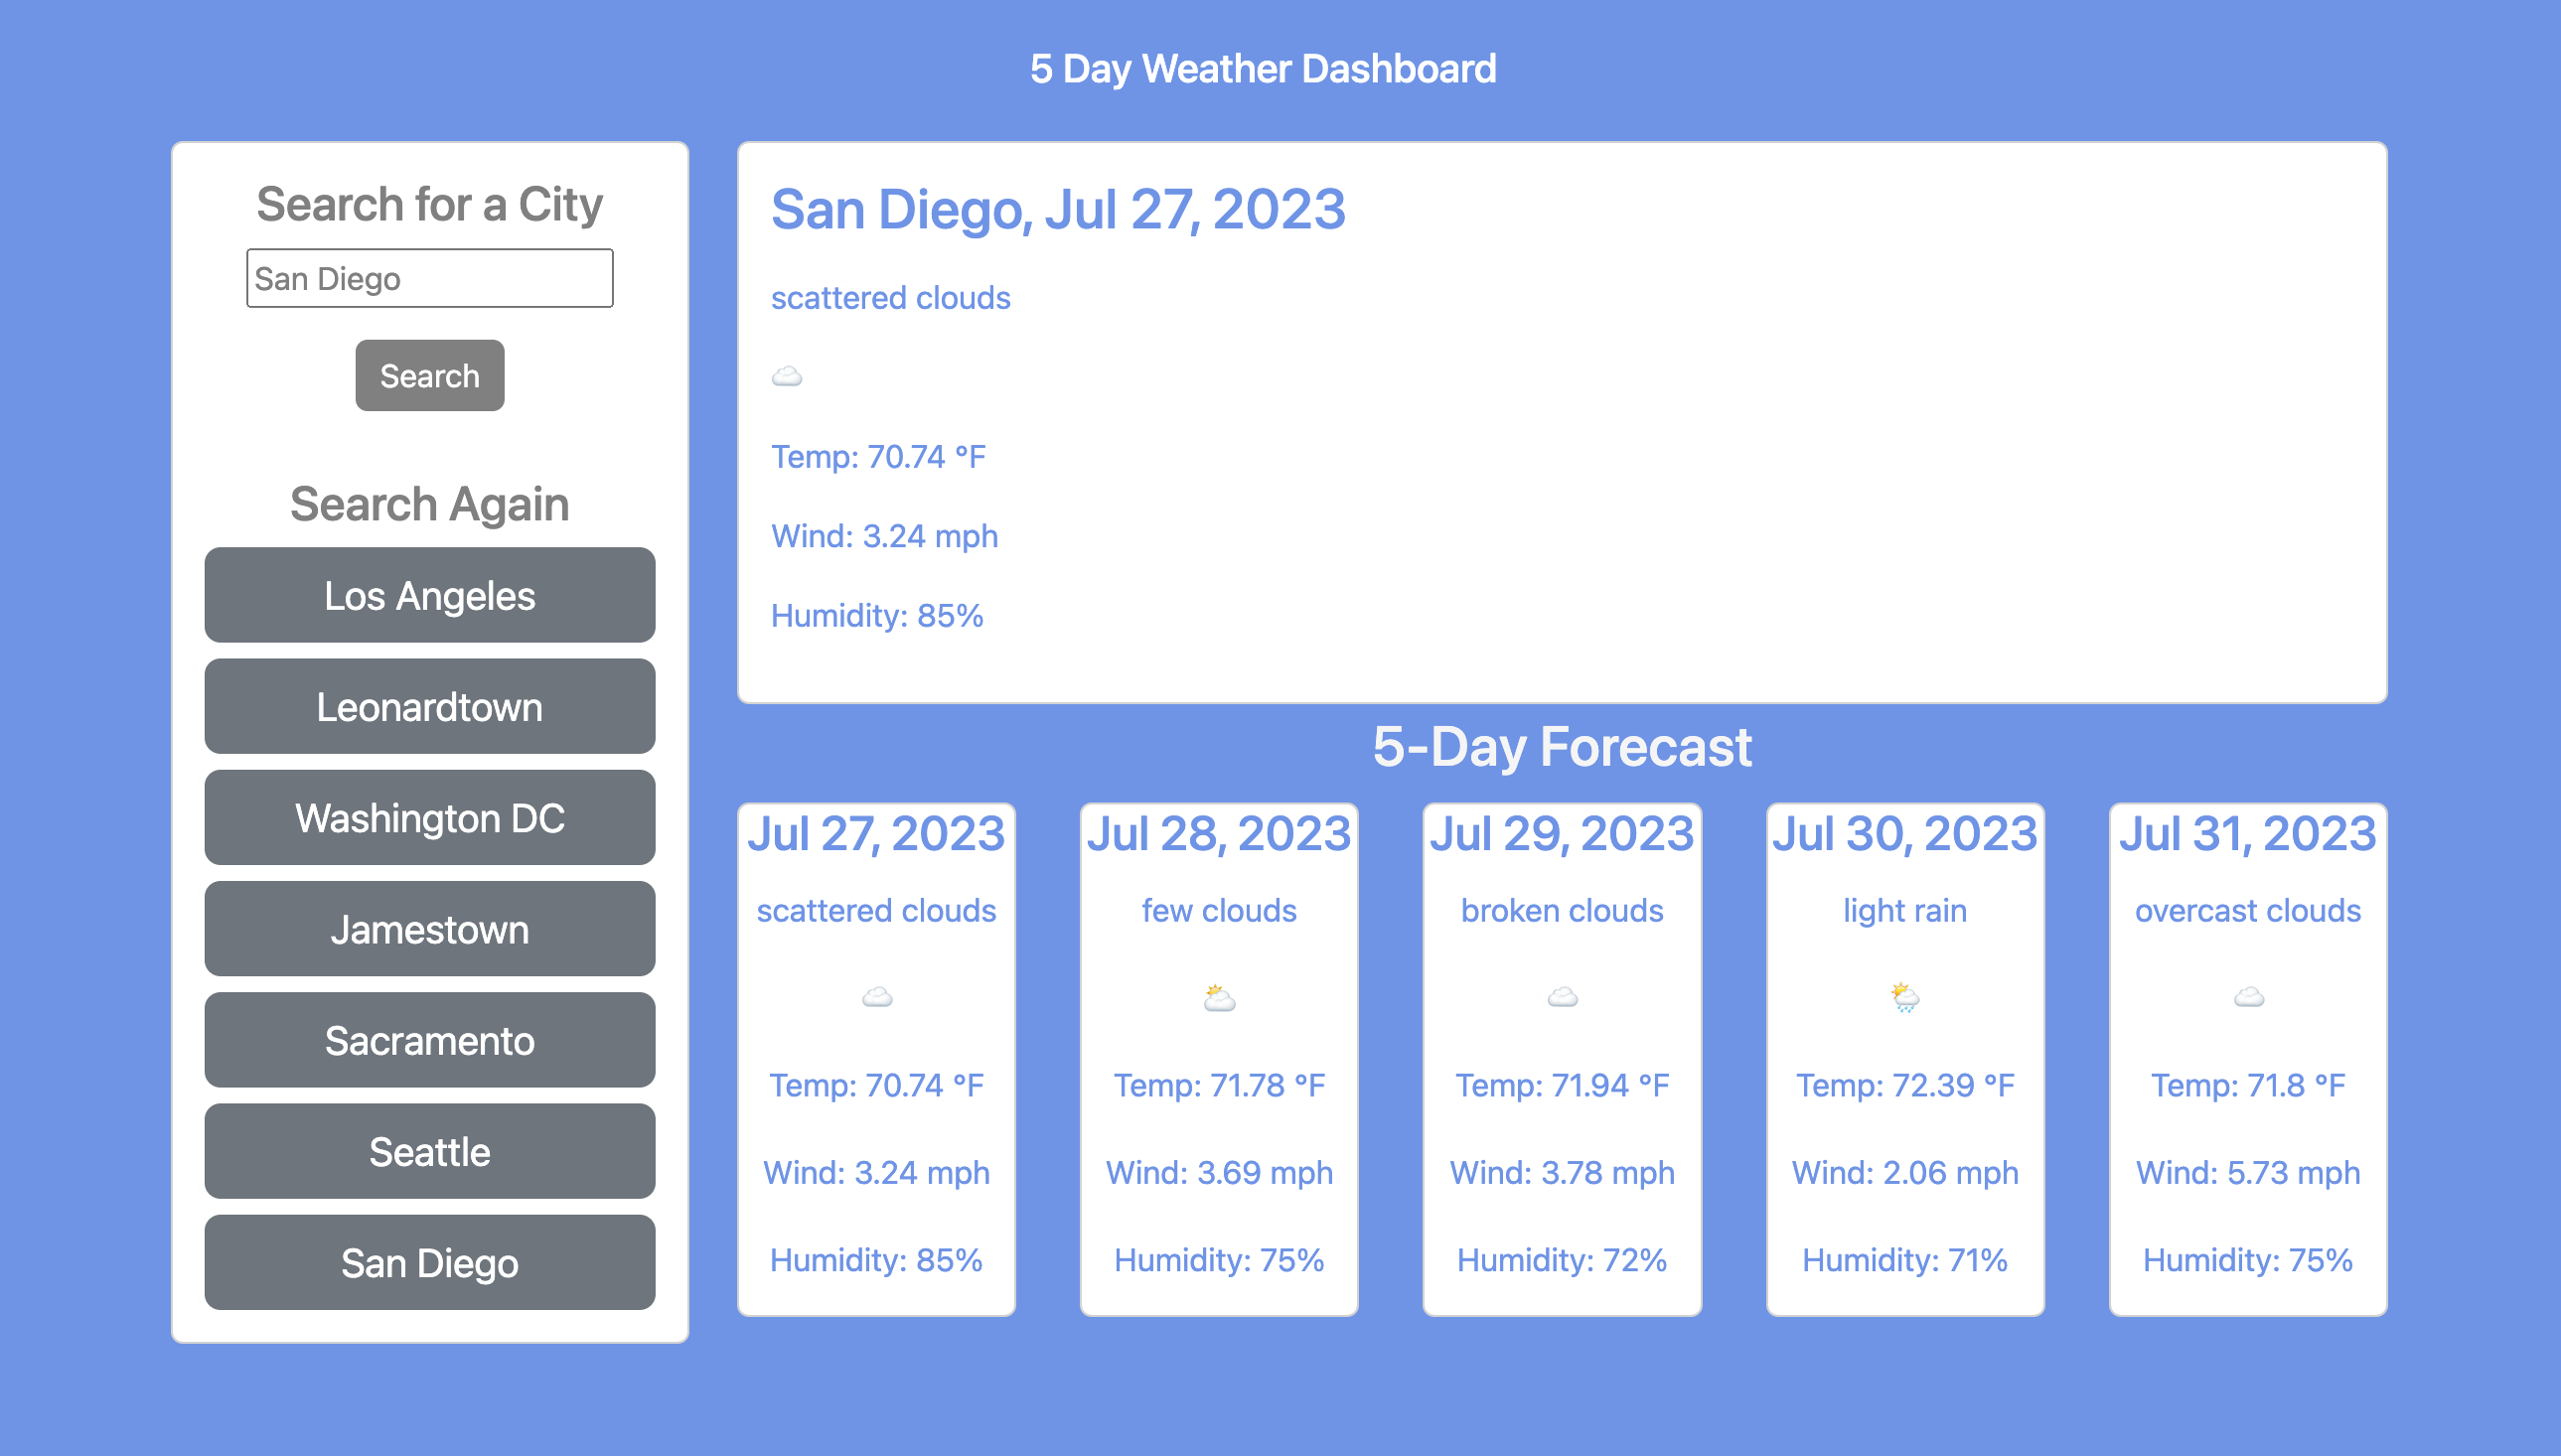 5 Day Weather Dashboard
Search for a City
San Diego
Search
Search Again
Los Angeles
Leonardtown
Washington DC
Jamestown
Sacramento
Seattle
San Diego
San Diego, Jul 27, 2023
scattered clouds
Temp: 70.74 °F
Wind: 3.24 mph
Humidity: 85%
5-Day Forecast
Jul 27, 2023
scattered clouds
Temp: 70.74 °F
Wind: 3.24 mph
Humidity: 85%
Jul 28, 2023
few clouds
Temp: 71.78 °F
Wind: 3.69 mph
Humidity: 75%
Jul 29, 2023
broken clouds
Temp: 71.94 °F
Wind: 3.78 mph
Humidity: 72%
Jul 30, 2023
light rain
Temp: 72.39 °F
Wind: 2.06 mph
Humidity: 71%
Jul 31, 2023
overcast clouds
Temp: 71.8 °F
Wind: 5.73 mph
Humidity: 75%